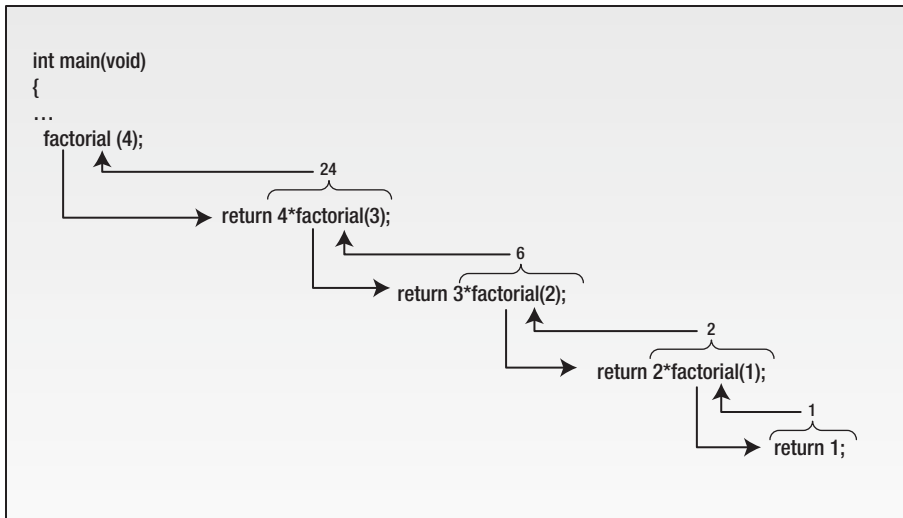 int main(void)
{
…
factorial (4);
24
return 4*factorial(3);
6
return 3*factorial(2);
2
return 2*factorial(1);
1
return 1;